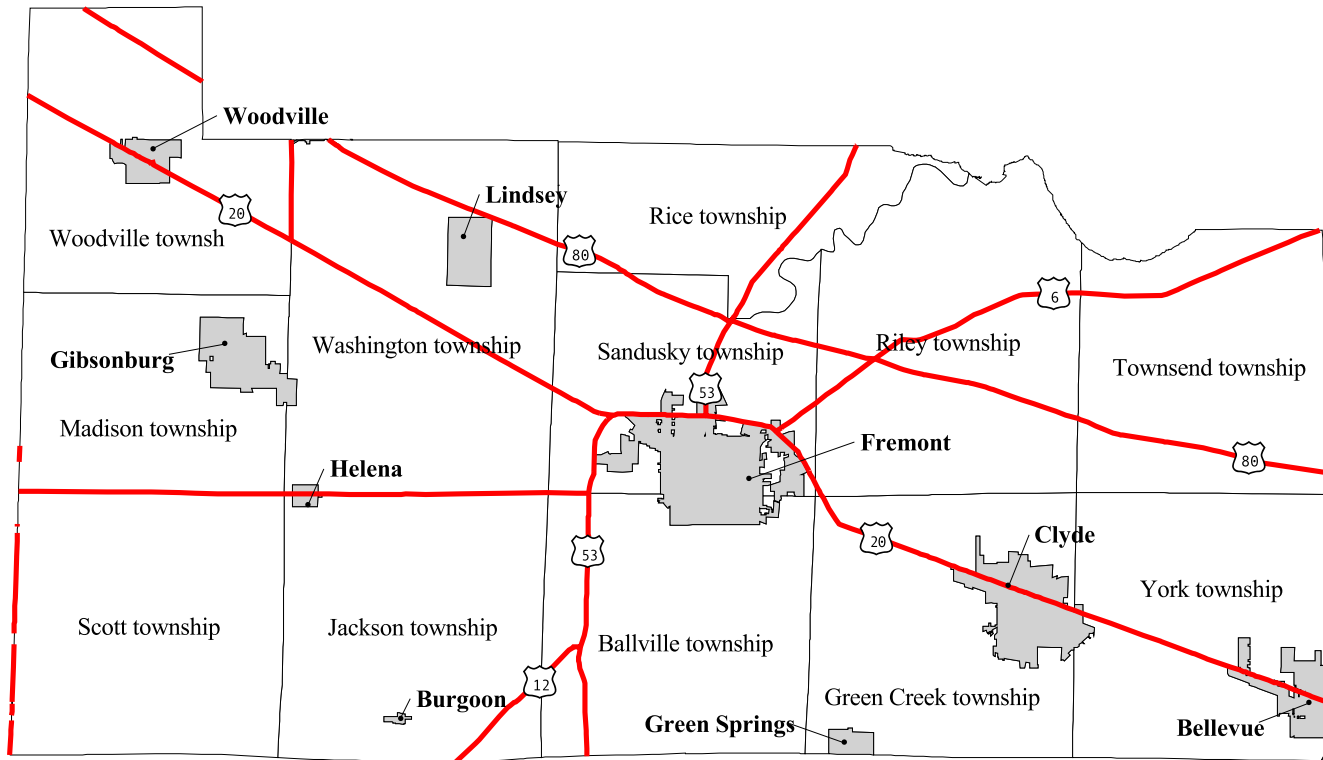 Woodville
Lindsey
20
Rice township
Woodville townsh
80
6
Gibsonburg
Washington township
Sandusky township
Riley township
Townsend township
53
Madison township
Fremont
Helena
80
53
20
Clyde
York township
Scott township
Jackson township
Ballville township
12
Burgoon
Green Creek township
Green Springs
Bellevue